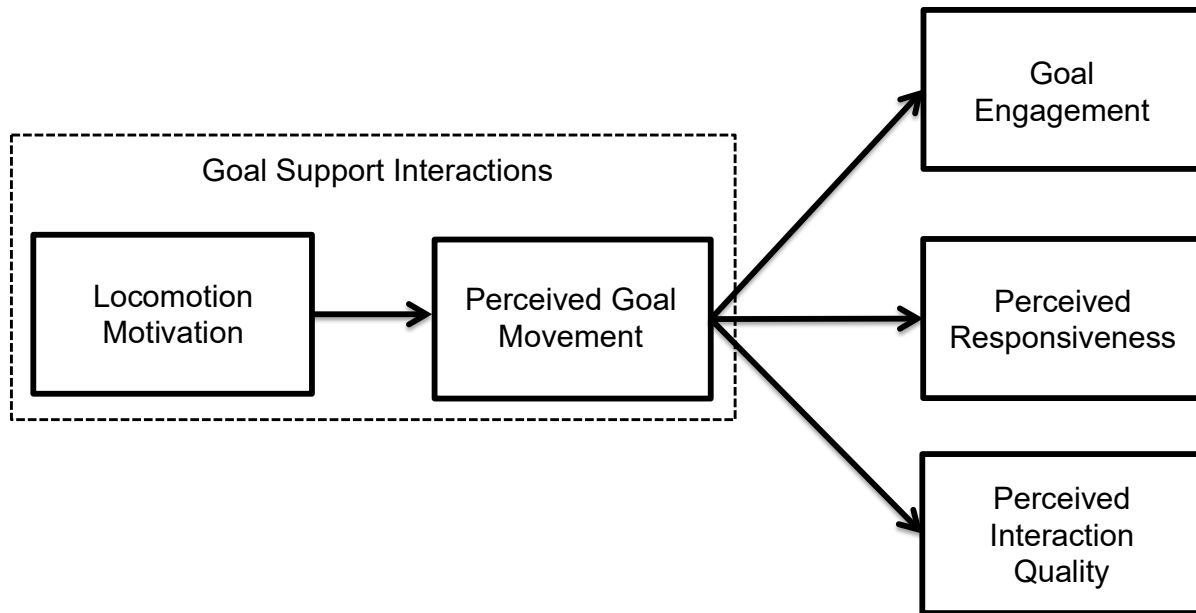 Goal Support Interactions
Locomotion
Motivation
Perceived Goal
Movement
Goal
Engagement
Perceived
Responsiveness
Perceived
Interaction
Quality